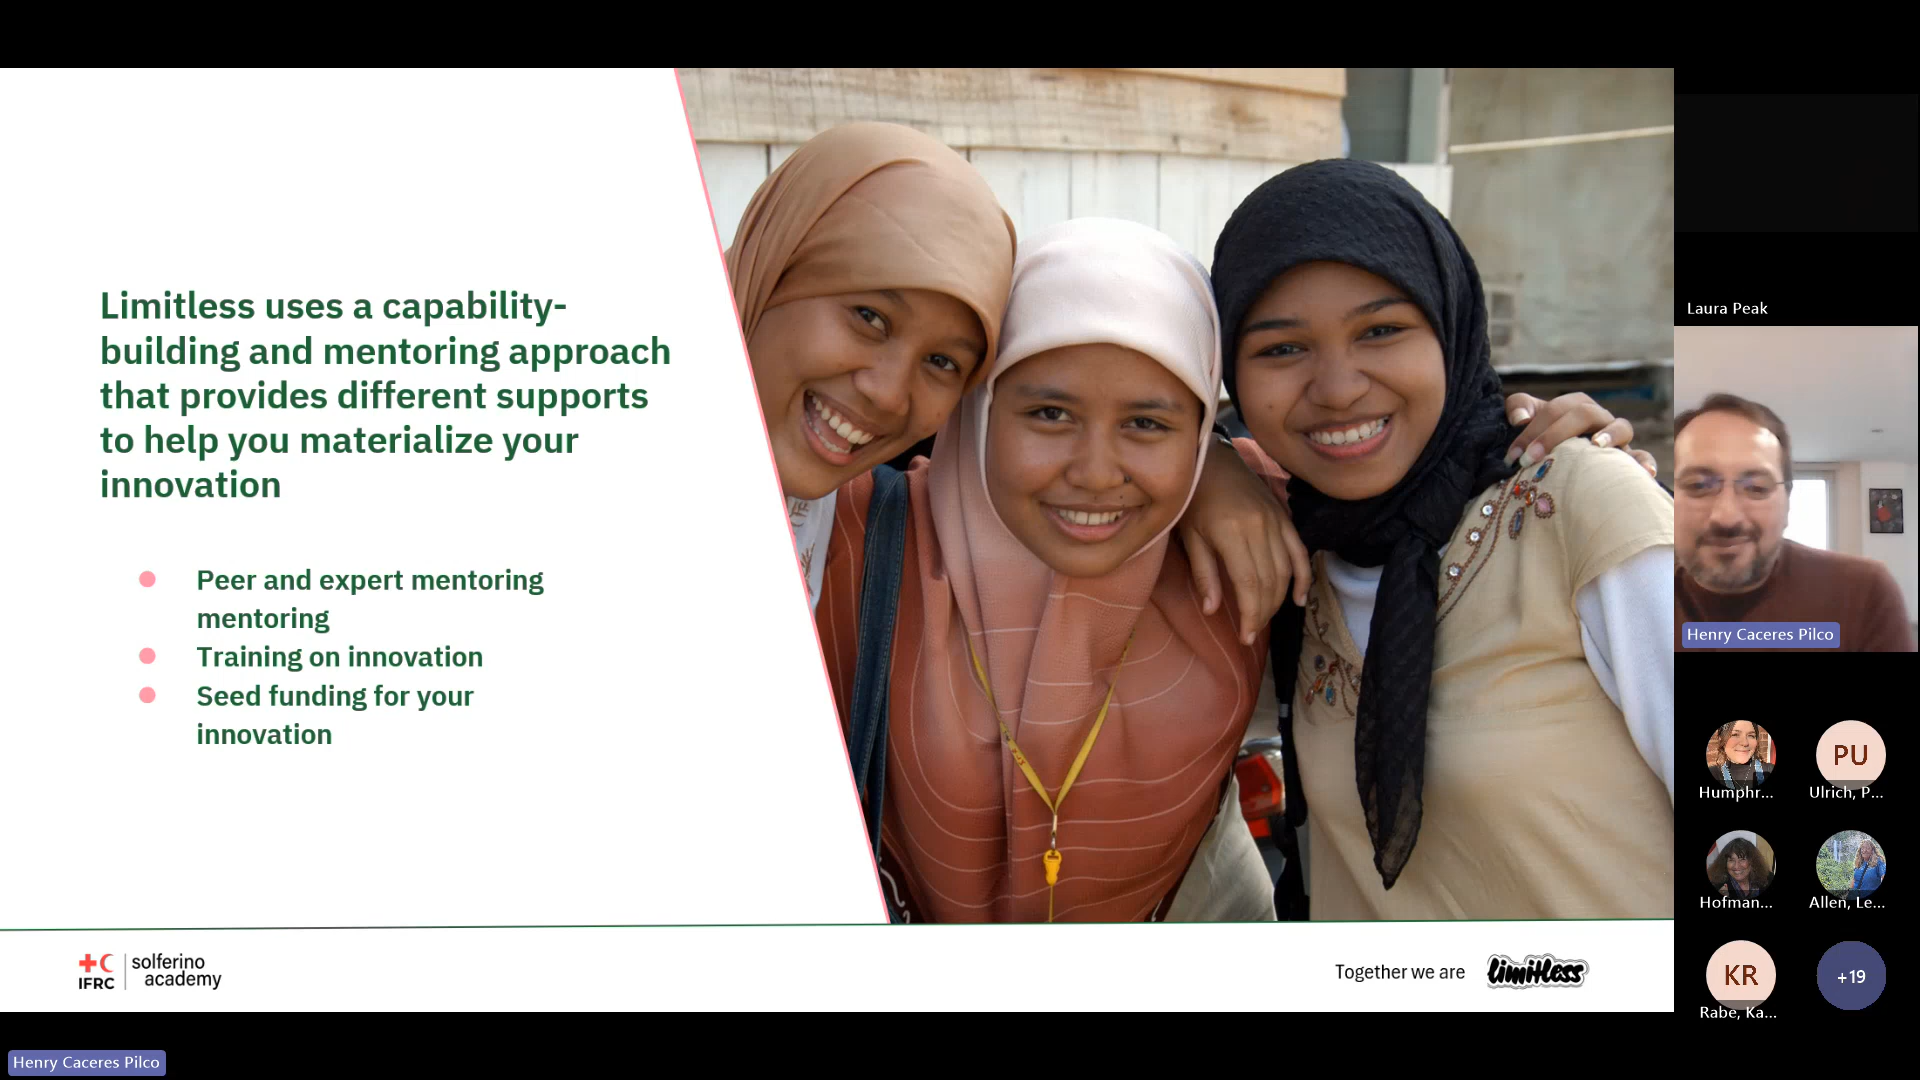 Limitless uses a capability-
building and mentoring approach
that provides different supports
to help you materialize your
innovation
Peer and expert mentoring
mentoring
Training on innovation
Seed funding for your
innovation
IFRC
solferino
academy
Together we are
limitless
Laura Peak
Henry Caceres Pilco
Humphr...
PU
Ulrich, P...
Hofman...
Allen, Le...
KR
Rabe, Ka...
+19
Henry Caceres Pilco